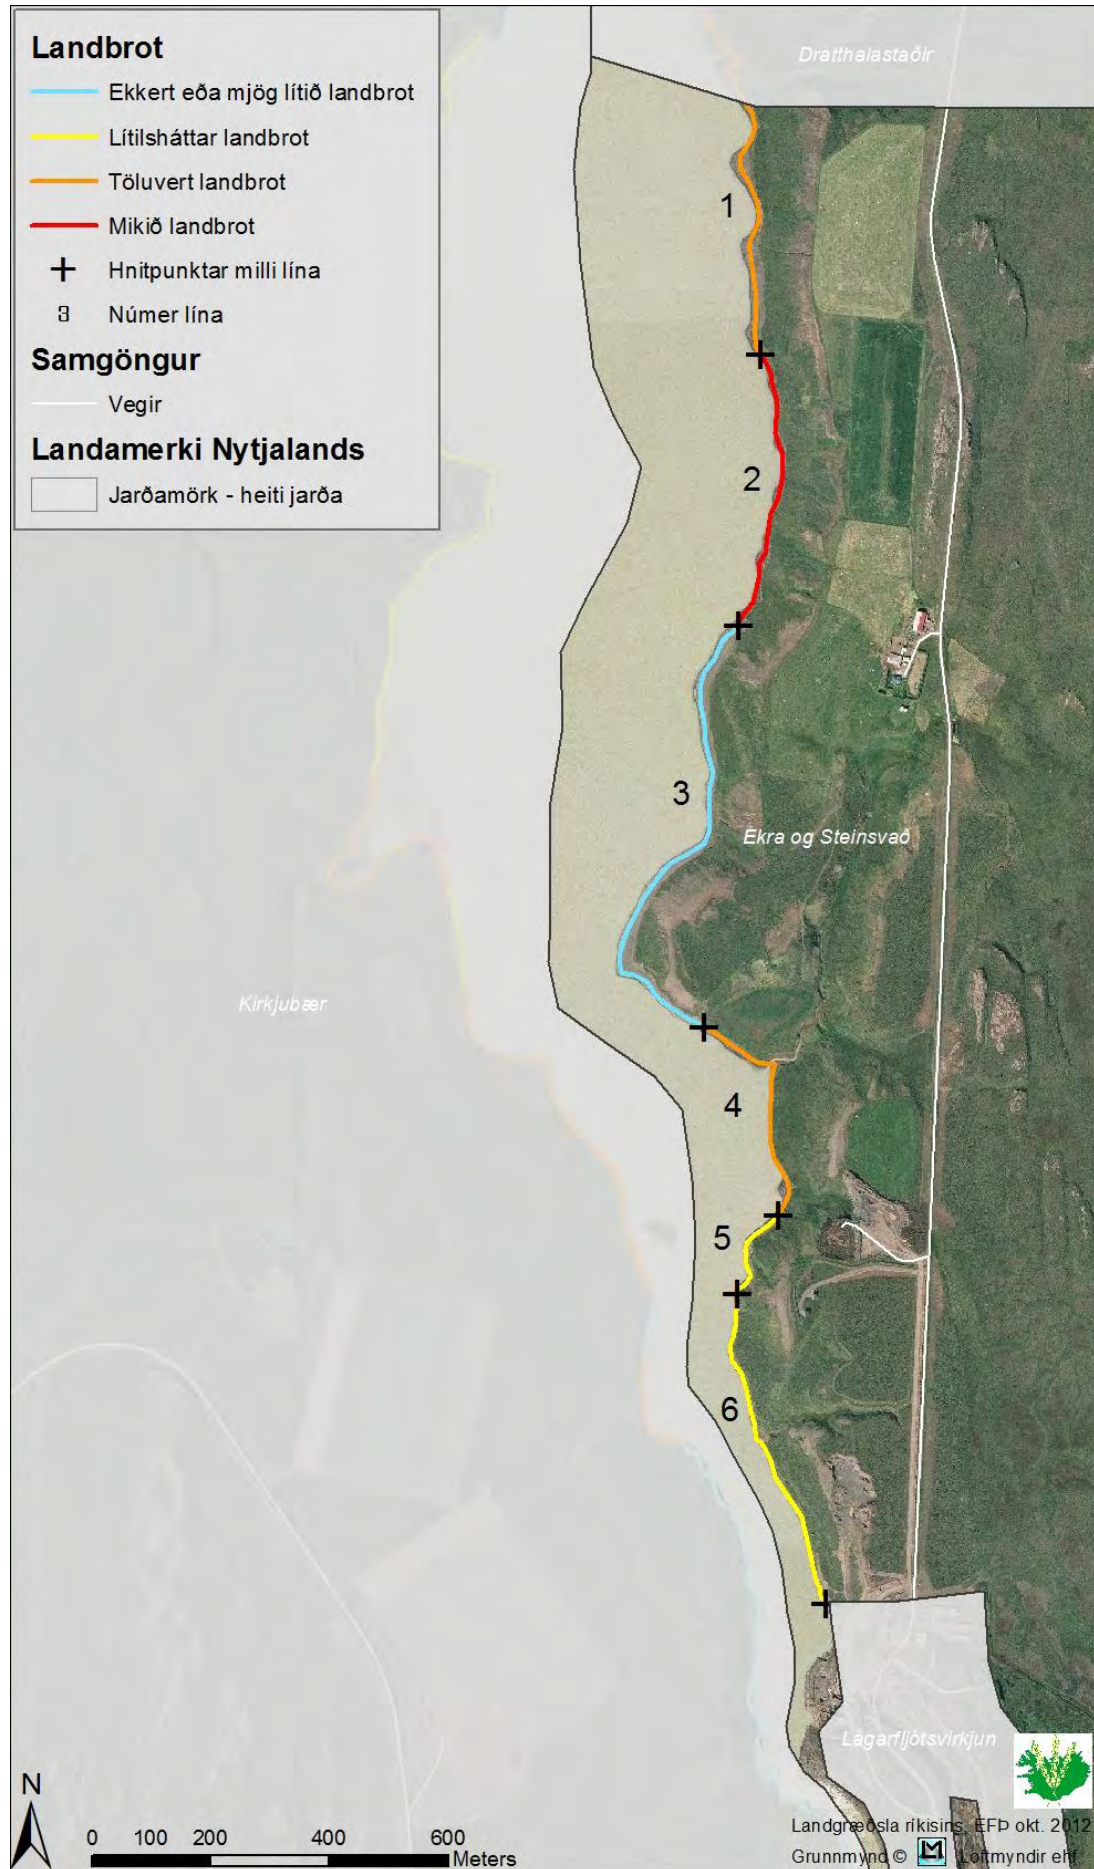 Landbrot
Ekkert eða mjög lítið landbrot
Lítilsháttar landbrot
Töluvert landbrot
Mikið landbrot
Hnitpunktar milli lína
3 Númer lína
Samgöngur
Vegir
Landamerki Nytjalands
Jarðamörk - heiti jarða
Dratthalastaðir
1
2
3
Ekra og Steinsvað
Kirkjubær
4
5
6
Lagarfljótsvirkjun
N
0 100 200 400 600
Meters
Landgræðsla ríkisins, EFÞ okt. 2012
Grunnmynd © Loftmyndir ehf